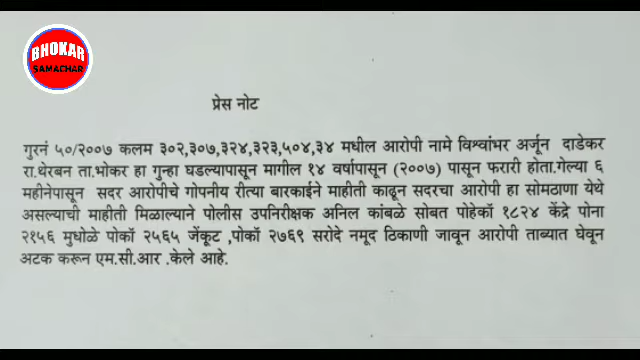 BHOKAR
SAMACHAR
प्रेस नोट
गुरनं ५०/२००७ कलम ३०२,३०७,३२४,३२३,५०४,३४ मधील आरोपी नामे विश्वांभर अर्जून दाडेकर
रा.थेरबन ता.भोकर हा गुन्हा घडल्यापासून मागील १४ वर्षापासून (२००७) पासून फरारी होता.गेल्या ६
महीनेपासून सदर आरोपीचे गोपनीय रीत्या बारकाईने माहीती काढून सदरचा आरोपी हा सोमठाणा येथे
असल्याची माहीती मिळाल्याने पोलीस उपनिरीक्षक अनिल कांबळे सोबत पोहेकॉ १८२४ केंद्रे पोना
२१५६ मुधोळे पोकॉ २५६५ जेंकूट ,पोकॉ २७६९ सरोदे नमूद ठिकाणी जावून आरोपी ताब्यात घेवून
अटक करून एम.सी.आर .केले आहे.